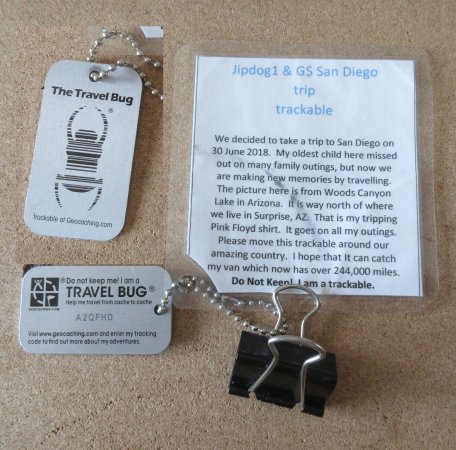 The Travel Bug®
trackable at Geocaching.com
Jipdog1 & G$ San Diego
trip
trackable
We decided to take a trip to San Diego on
30 June 2018. My oldest child here missed
out on many family outings, but now we
are making new memories by travelling.
The picture here is from Woods Canyon
Lake in Arizona. It is way north of where
we live in Surprise, AZ. That is my tripping
Pink Floyd shirt. It goes on all my outings.
Please move this trackable around our
amazing country. I hope that It can catch
my van which now has over 244,000 miles.
Do Not Keep! I am a trackable.
Do not keep me! I am a
TRAVEL BUG®
Help me travel from cache to cache
GEOCACHING.COM
A2QFHD
Visit www.geocaching.com and enter my tracking
code to find out more about my adventures.